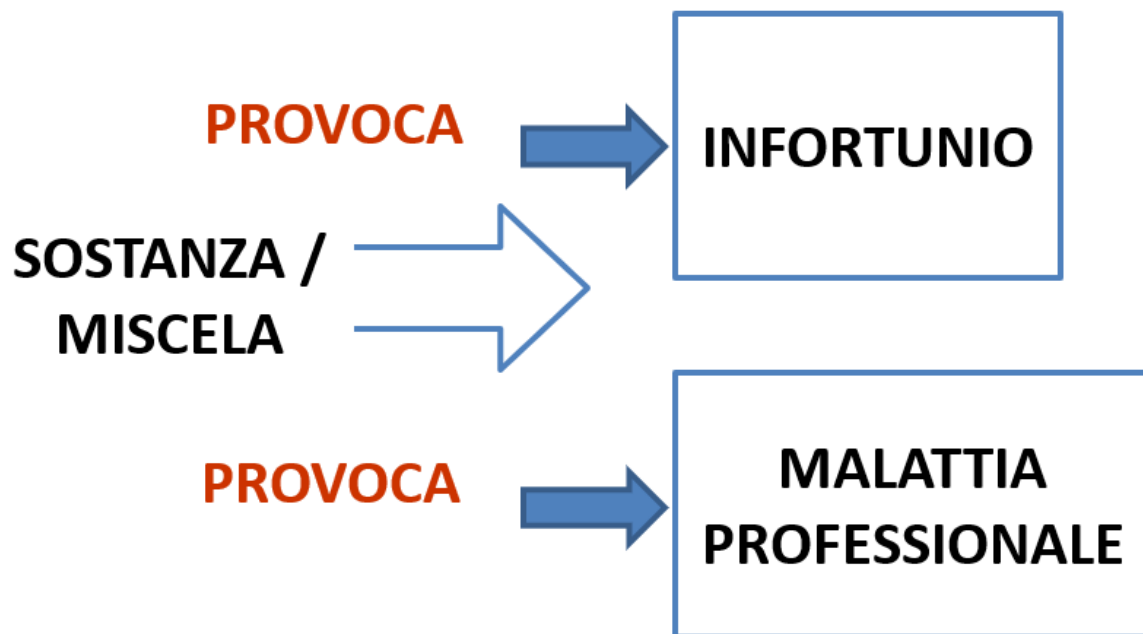 PROVOCA
INFORTUNIO
SOSTANZA /
MISCELA
PROVOCA
MALATTIA
PROFESSIONALE